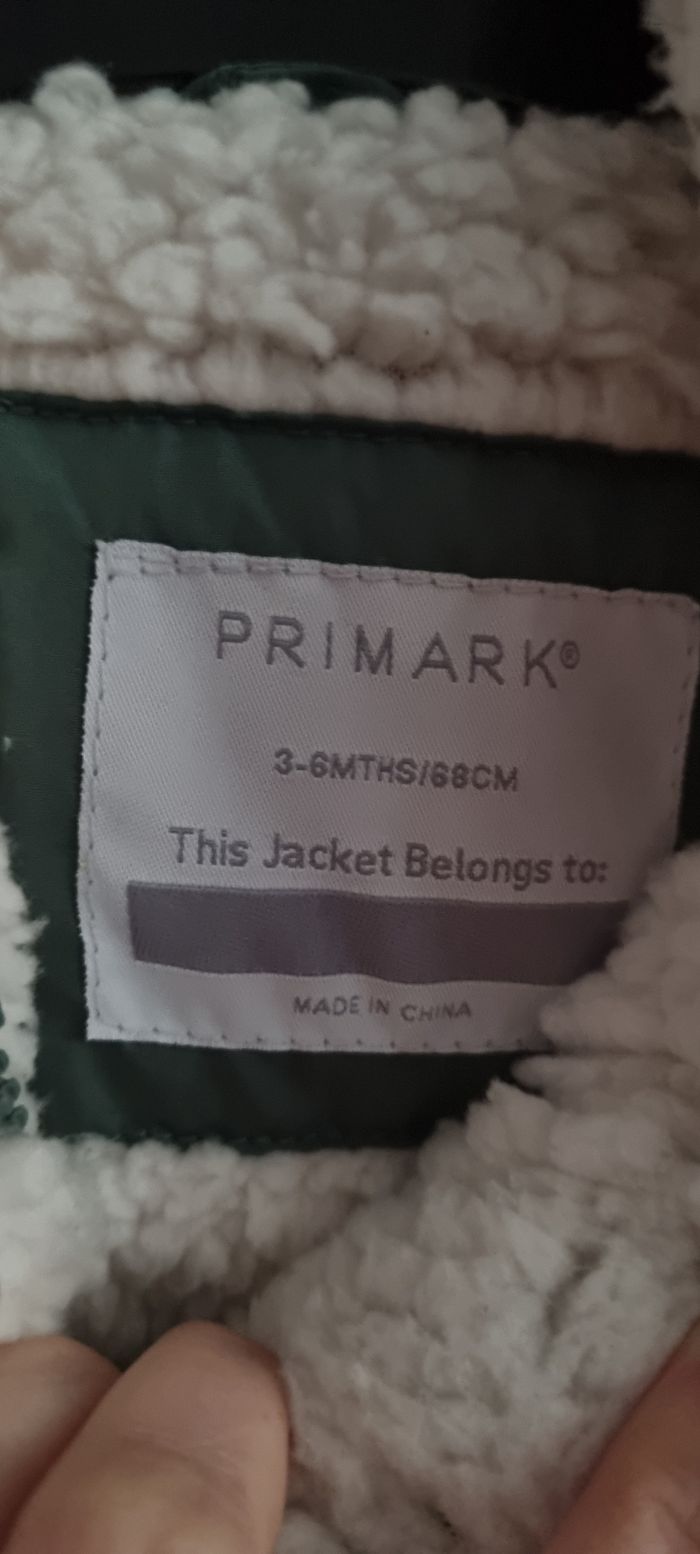 PRIMARK®
3-6MTHS/68CM
This Jacket Belongs to:
MADE IN CHINA